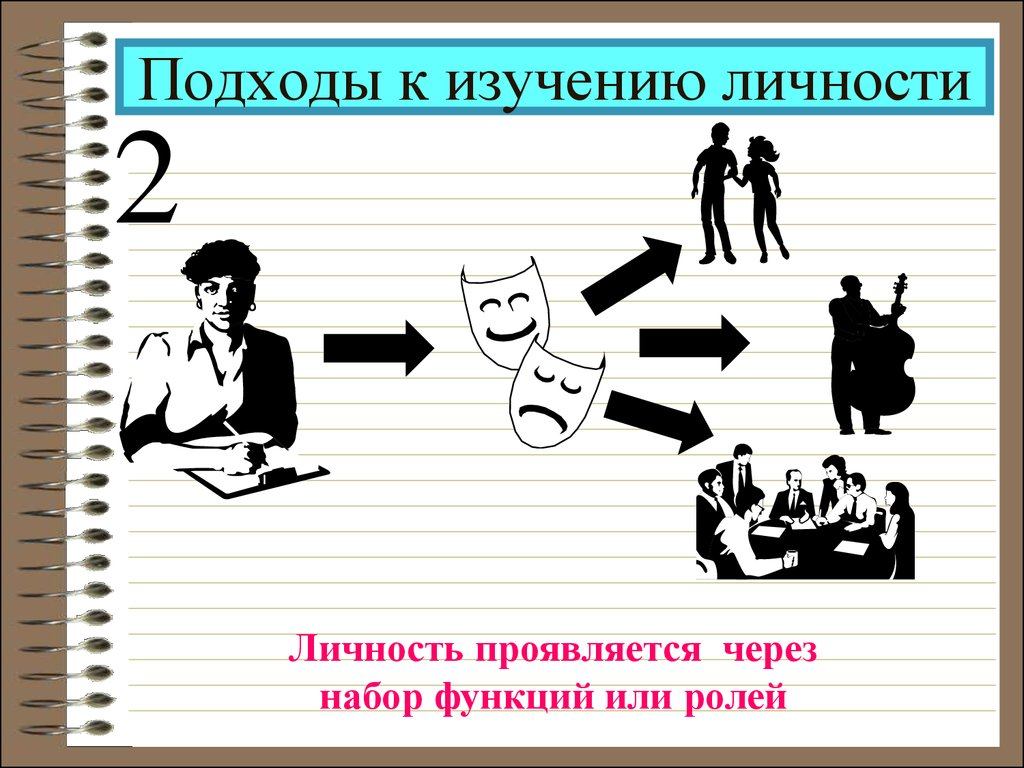 Подходы к изучению личности
2
Личность проявляется через
набор функций или ролей